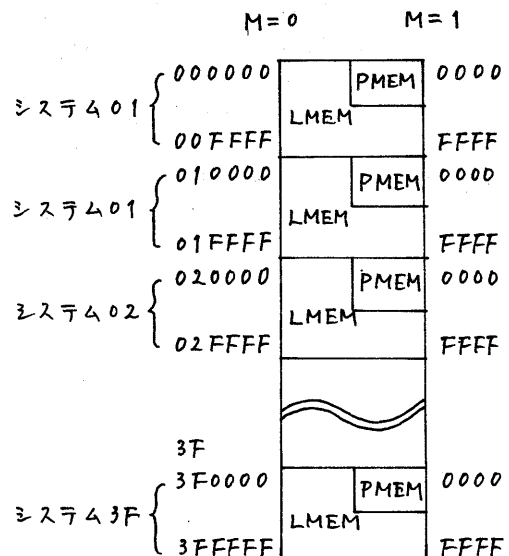 M=0 M=1
000000 PMEM 0000
システム01 LMEM
00FFFF FFFF
010000 PMEM 0000
システム01 LMEM
01FFFF FFFF
020000 PMEM 0000
システム02 LMEM
02FFFF FFFF
3F
3F0000 PMEM 0000
システム3F LMEM
3FFFFF FFFF